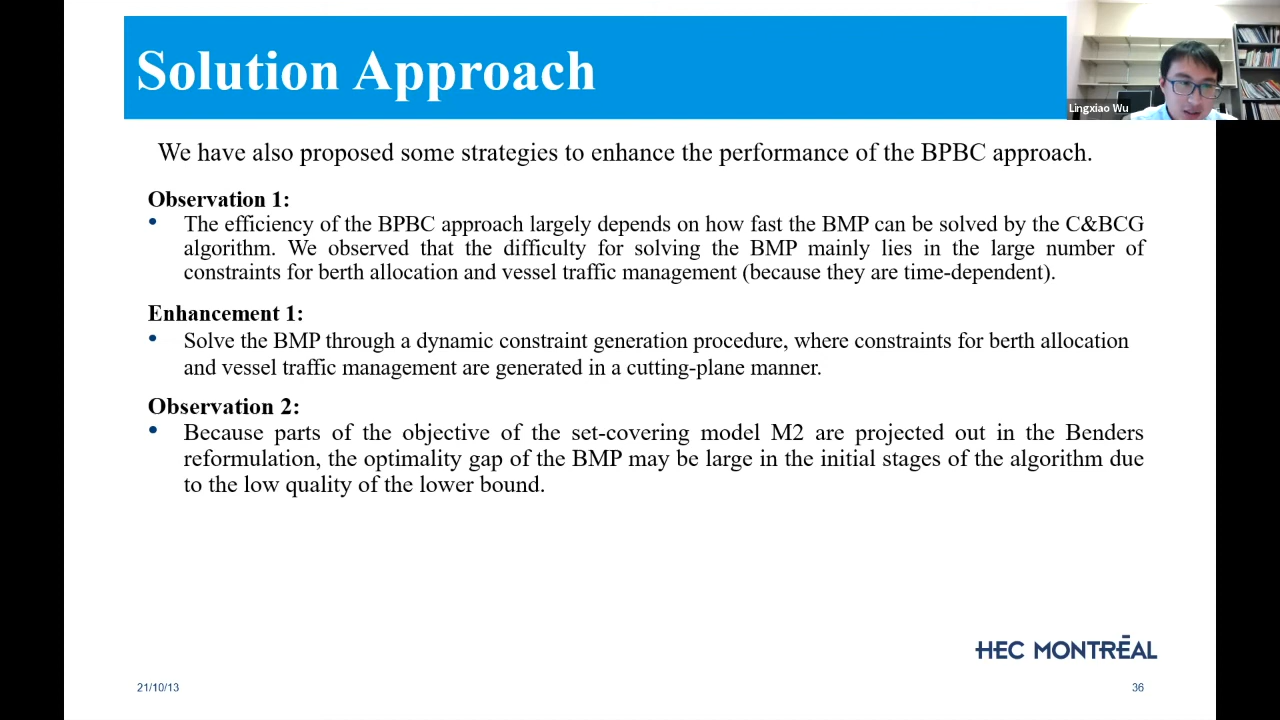 Solution Approach
Lingxiao Wu
We have also proposed some strategies to enhance the performance of the BPBC approach.
Observation 1:
• The efficiency of the BPBC approach largely depends on how fast the BMP can be solved by the C&BCG
algorithm. We observed that the difficulty for solving the BMP mainly lies in the large number of
constraints for berth allocation and vessel traffic management (because they are time-dependent).
Enhancement 1:
• Solve the BMP through a dynamic constraint generation procedure, where constraints for berth allocation
and vessel traffic management are generated in a cutting-plane manner.
Observation 2:
• Because parts of the objective of the set-covering model M2 are projected out in the Benders
reformulation, the optimality gap of the BMP may be large in the initial stages of the algorithm due
to the low quality of the lower bound.
HEC MONTRĒAL
21/10/13
36